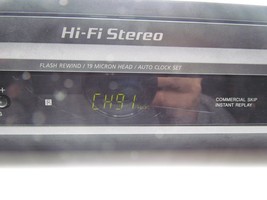 Hi-Fi Stereo
FLASH REWIND / 19 MICRON HEAD / AUTO CLOCK SET
+
CH91
COMMERCIAL SKIP
INSTANT REPLAY